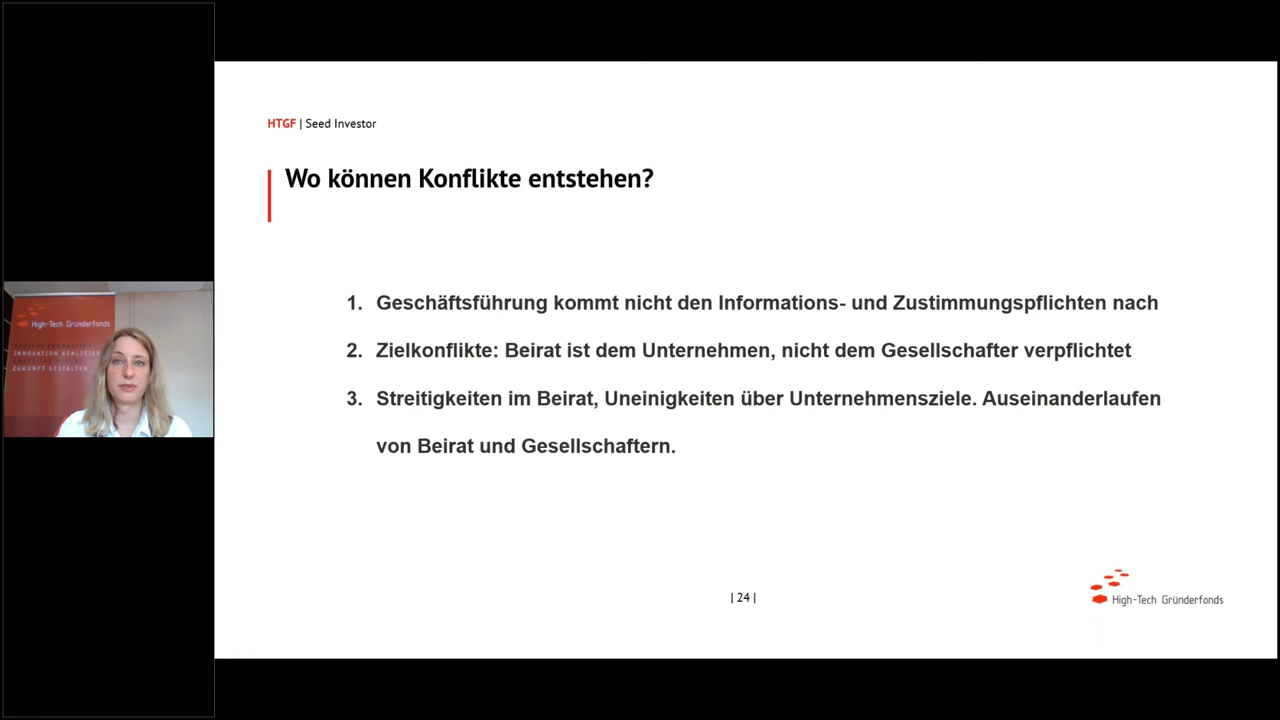 HTGF | Seed Investor
Wo können Konflikte entstehen?
1. Geschäftsführung kommt nicht den Informations- und Zustimmungspflichten nach
2. Zielkonflikte: Beirat ist dem Unternehmen, nicht dem Gesellschafter verpflichtet
3. Streitigkeiten im Beirat, Uneinigkeiten über Unternehmensziele. Auseinanderlaufen
von Beirat und Gesellschaftern.
High-Tech Gründerfonds
INNOVATION REALISIER
ZUKUNFT GESTALTEN
| 24 |
High-Tech Gründerfonds